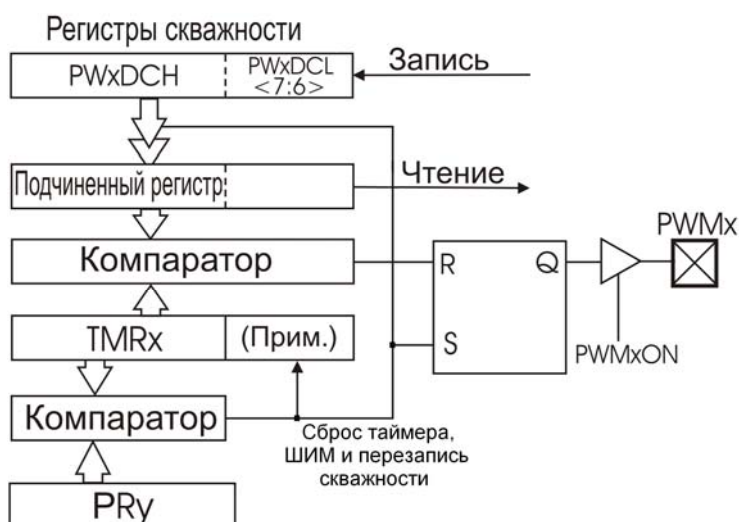 Регистры скважности
PWxDCH
PWxDCL
<7:6>
Запись
Подчиненный регистр
Чтение
PWMx
Компаратор
R
Q
TMRx
(Прим.)
S
PWMxON
Компаратор
Сброс таймера,
ШИМ и перезапись
скважности
PRy